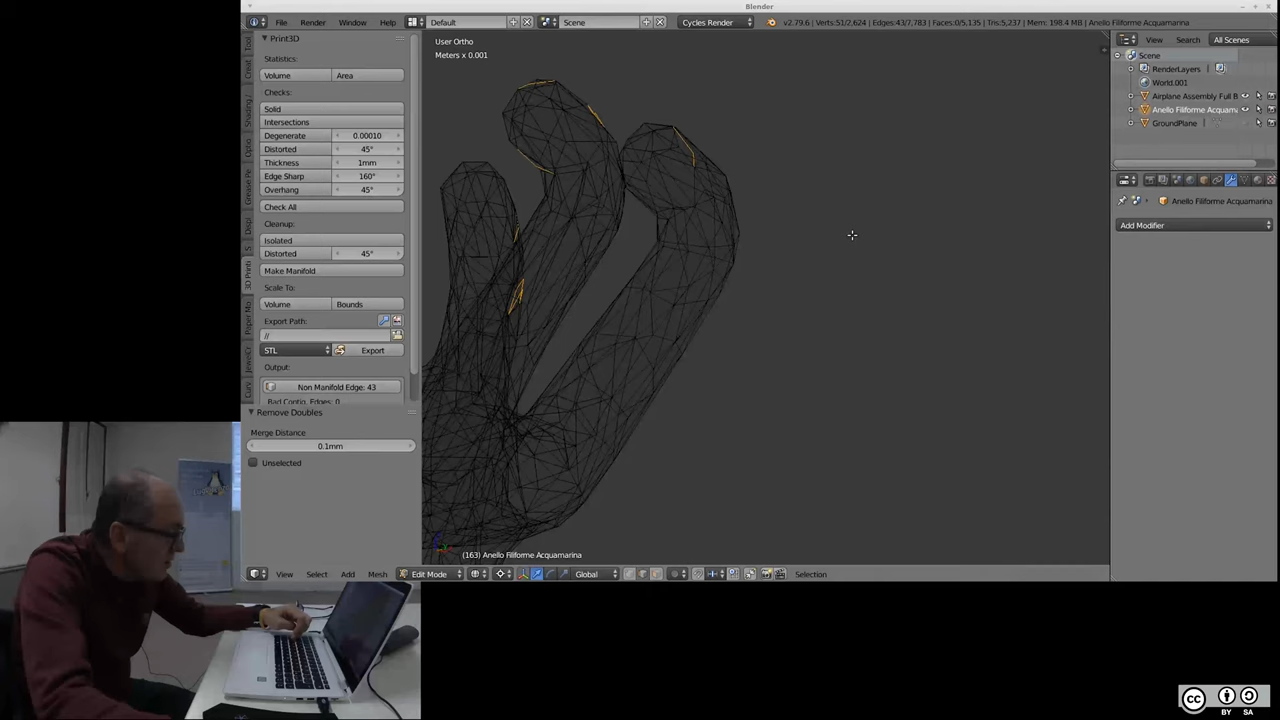 Blender
File Render Window Help Default Scene Cycles Render v2.79.6 | Verts:51/2,624 | Edges:43/7,783 | Faces:0/5,135 | Tris:5,237 | Mem: 198.4 MB | Anello Filiforme Acquamarina
Print3D
Statistics:
Volume Area
Checks:
Solid
Intersections
Degenerate 0.00010
Distorted 45°
Thickness 1mm
Edge Sharp 160°
Overhang 45°
Check All
Cleanup:
Isolated
Distorted 45°
Make Manifold
Scale To:
Volume Bounds
Export Path:
//
STL Export
Output:
Non Manifold Edge: 43
Bad Contig. Edges: 0
Remove Doubles
Merge Distance
0.1mm
Unselected
User Ortho
Meters x 0.001
(163) Anello Filiforme Acquamarina
View Select Add Mesh Edit Mode Global Selection
View Search All Scenes
Scene
RenderLayers
World.001
Airplane Assembly Full B
Anello Filiforme Acquam
GroundPlane
Anello Filiforme Acquamarina
Add Modifier
CC BY SA